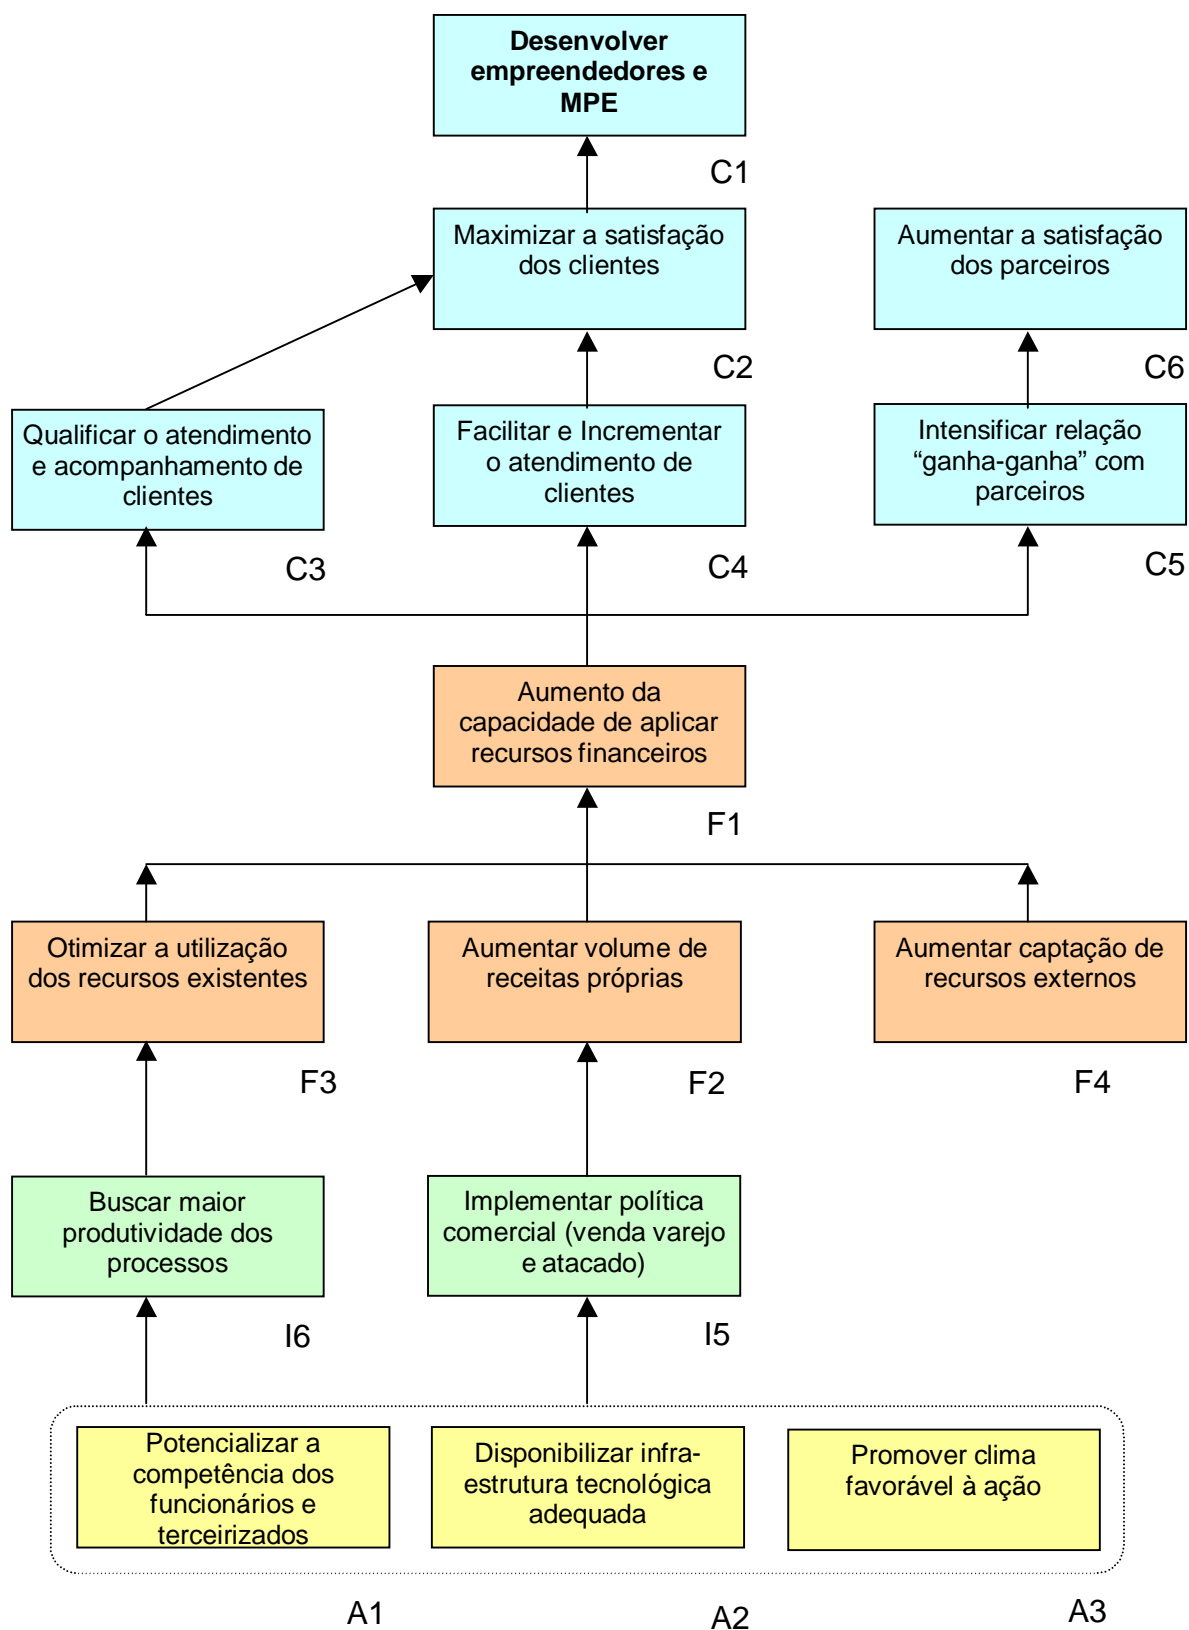 Desenvolver
empreendedores e
MPE
C1
Maximizar a satisfação
dos clientes
C2
Aumentar a satisfação
dos parceiros
C6
Qualificar o atendimento
e acompanhamento de
clientes
C3
Facilitar e Incrementar
o atendimento de
clientes
C4
Intensificar relação
“ganha-ganha” com
parceiros
C5
Aumento da
capacidade de aplicar
recursos financeiros
F1
Otimizar a utilização
dos recursos existentes
F3
Aumentar volume de
receitas próprias
F2
Aumentar captação de
recursos externos
F4
Buscar maior
produtividade dos
processos
I6
Implementar política
comercial (venda varejo
e atacado)
I5
Potencializar a
competência dos
funcionários e
terceirizados
A1
Disponibilizar infra-
estrutura tecnológica
adequada
A2
Promover clima
favorável à ação
A3